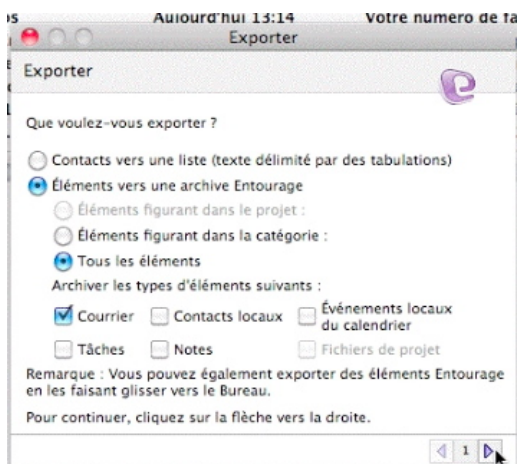 Aujourd'hui 13:14 Votre numero de fa
Exporter
Exporter
Que voulez-vous exporter ?
Contacts vers une liste (texte délimité par des tabulations)
Éléments vers une archive Entourage
Éléments figurant dans le projet :
Éléments figurant dans la catégorie :
Tous les éléments
Archiver les types d'éléments suivants :
Courrier Contacts locaux Événements locaux
du calendrier
Tâches Notes Fichiers de projet
Remarque : Vous pouvez également exporter des éléments Entourage
en les faisant glisser vers le Bureau.
Pour continuer, cliquez sur la flèche vers la droite.
1